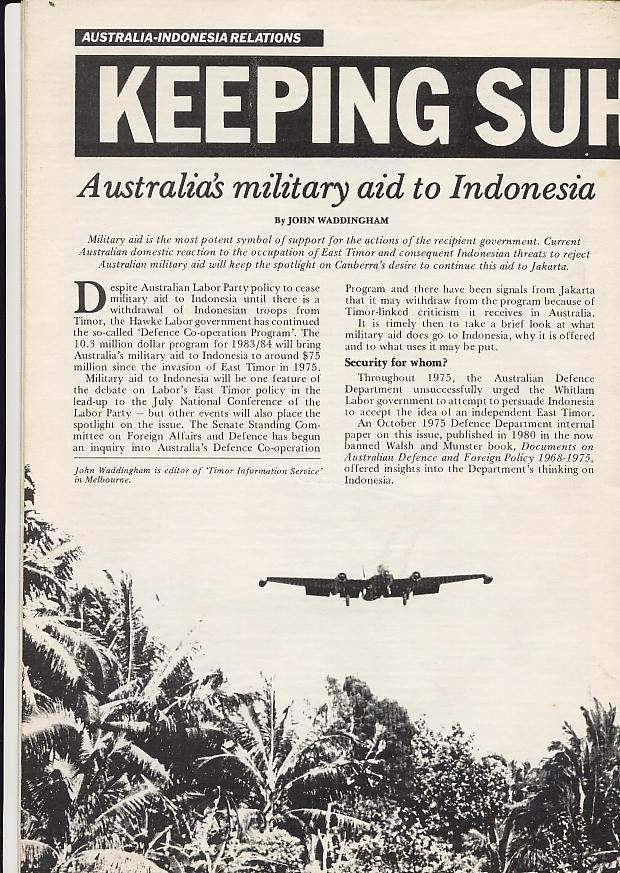 AUSTRALIA-INDONESIA RELATIONS
KEEPING SUH
Australia's military aid to Indonesia
By JOHN WADDINGHAM
Military aid is the most potent symbol of support for the actions of the recipient government. Current
Australian domestic reaction to the occupation of East Timor and consequent Indonesian threats to reject
Australian military aid will keep the spotlight on Canberra's desire to continue this aid to Jakarta.
Despite Australian Labor Party policy to cease
military aid to Indonesia until there is a
withdrawal of Indonesian troops from
Timor, the Hawke Labor government has continued
the so-called 'Defence Co-operation Program'. The
10.3 million dollar program for 1983/84 will bring
Australia's military aid to Indonesia to around $75
million since the invasion of East Timor in 1975.
Military aid to Indonesia will be one feature of
the debate on Labor's East Timor policy in the
lead-up to the July National Conference of the
Labor Party — but other events will also place the
spotlight on the issue. The Senate Standing Com-
mittee on Foreign Affairs and Defence has begun
an inquiry into Australia's Defence Co-operation
John Waddingham is editor of 'Timor Information Service'
in Melbourne.
Program and there have been signals from Jakarta
that it may withdraw from the program because of
Timor-linked criticism it receives in Australia.
It is timely then to take a brief look at what
military aid does go to Indonesia, why it is offered
and to what uses it may be put.
Security for whom?
Throughout 1975, the Australian Defence
Department unsuccessfully urged the Whitlam
Labor government to attempt to persuade Indonesia
to accept the idea of an independent East Timor.
An October 1975 Defence Department internal
paper on this issue, published in 1980 in the now
banned Walsh and Munster book, Documents on
Australian Defence and Foreign Policy 1968-1975,
offered insights into the Department's thinking on
Indonesia.